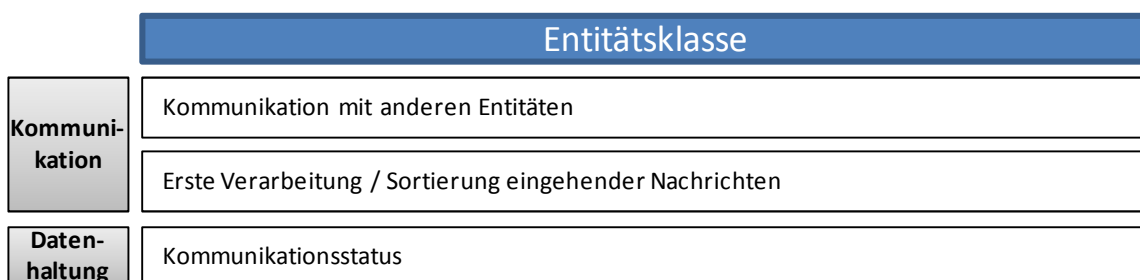 Entitätsklasse
Kommuni-
kation
Kommunikation mit anderen Entitäten
Erste Verarbeitung / Sortierung eingehender Nachrichten
Daten-
haltung
Kommunikationsstatus